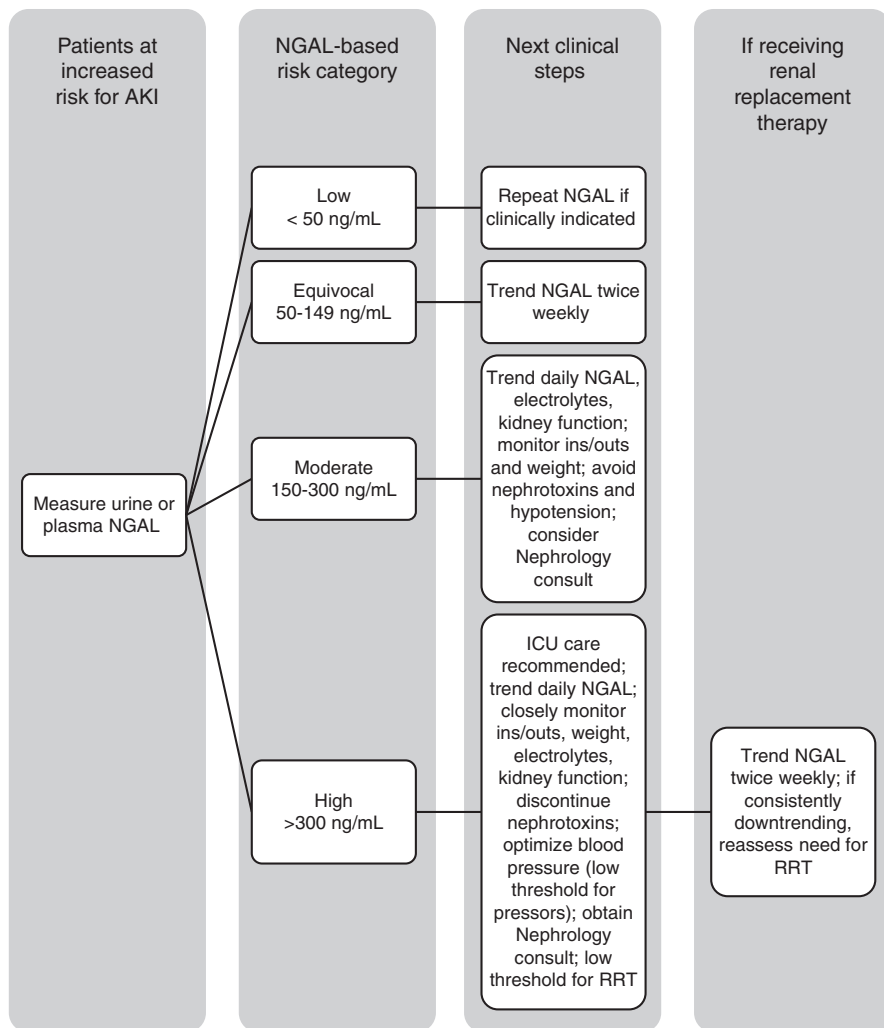 Patients at
increased
risk for AKI
NGAL-based
risk category
Next clinical
steps
If receiving
renal
replacement
therapy
Measure urine or
plasma NGAL
Low
< 50 ng/mL
Repeat NGAL if
clinically indicated
Equivocal
50-149 ng/mL
Trend NGAL twice
weekly
Moderate
150-300 ng/mL
Trend daily NGAL,
electrolytes,
kidney function;
monitor ins/outs
and weight; avoid
nephrotoxins and
hypotension;
consider
Nephrology
consult
High
>300 ng/mL
ICU care
recommended;
trend daily NGAL;
closely monitor
ins/outs, weight,
electrolytes,
kidney function;
discontinue
nephrotoxins;
optimize blood
pressure (low
threshold for
pressors); obtain
Nephrology
consult; low
threshold for RRT
Trend NGAL
twice weekly; if
consistently
downtrending,
reassess need for
RRT